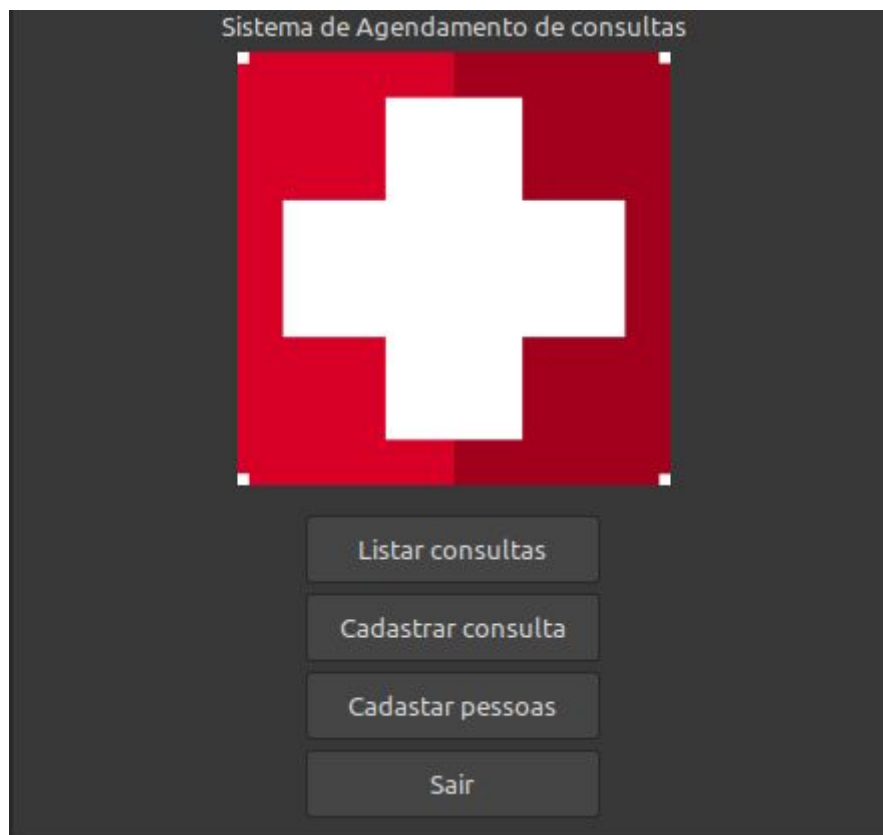 Sistema de Agendamento de consultas
Listar consultas
Cadastrar consulta
Cadastar pessoas
Sair